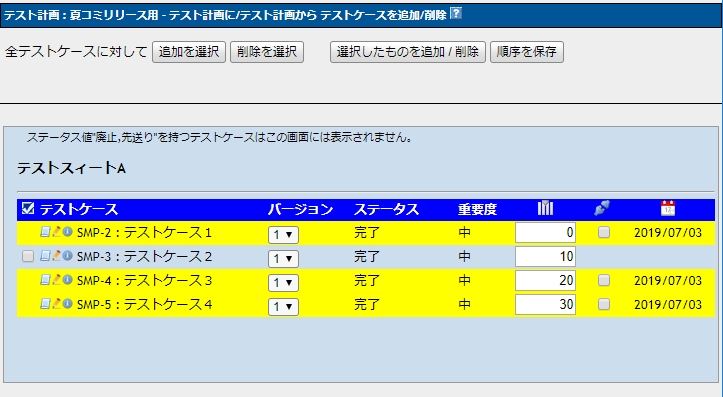 テスト計画 : 夏コミリリース用 - テスト計画に/テスト計画から テストケースを追加/削除 ?
全テストケースに対して 追加を選択 削除を選択 選択したものを追加 / 削除 順序を保存
ステータス値"廃止,先送り"を持つテストケースはこの画面には表示されません。
テストスィートA
テストケース バージョン ステータス 重要度
SMP-2 : テストケース１ 1 完了 中 0 2019/07/03
SMP-3 : テストケース２ 1 完了 中 10
SMP-4 : テストケース３ 1 完了 中 20 2019/07/03
SMP-5 : テストケース４ 1 完了 中 30 2019/07/03